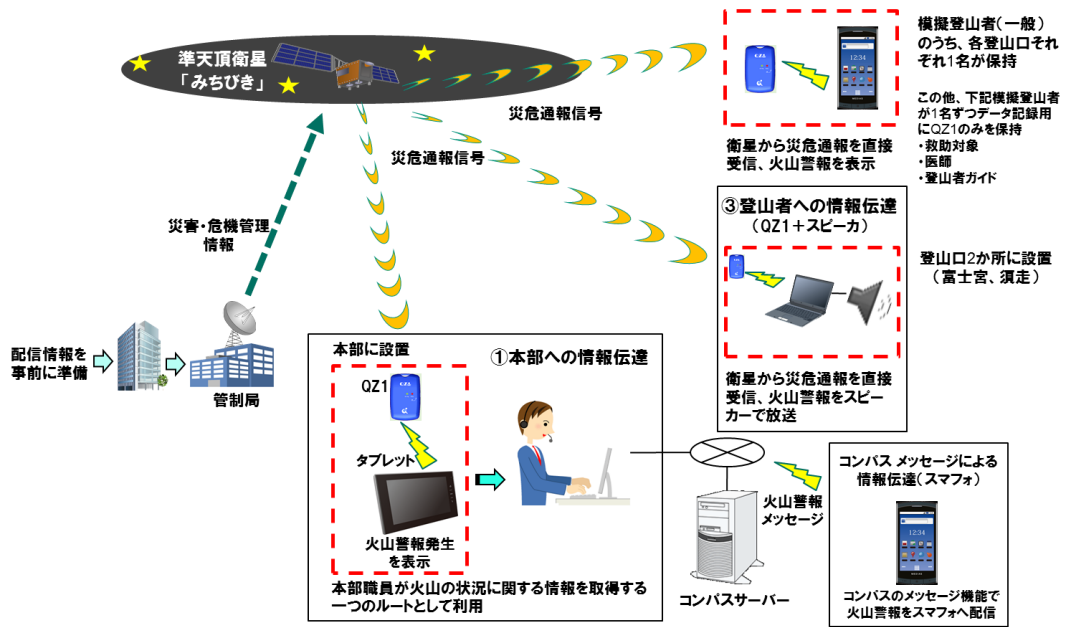 準天頂衛星
「みちびき」
災危通報信号
災危通報信号
災害・危機管理
情報
配信情報を
事前に準備
管制局
模擬登山者（一般）
のうち、各登山口それ
ぞれ1名が保持
この他、下記模擬登山者
が1名ずつデータ記録用
にQZ1のみを保持
・救助対象
・医師
・登山者ガイド
QZ1
12:34
衛星から災危通報を直接
受信、火山警報を表示
③登山者への情報伝達
（QZ1＋スピーカ）
登山口2か所に設置
（富士宮、須走）
衛星から災危通報を直接
受信、火山警報をスピー
カーで放送
本部に設置
①本部への情報伝達
QZ1
QZ1
タブレット
火山警報発生
を表示
本部職員が火山の状況に関する情報を取得する
一つのルートとして利用
火山警報
メッセージ
コンパスサーバー
コンパス メッセージによる
情報伝達（スマフォ）
12:34
コンパスのメッセージ機能で
火山警報をスマフォへ配信